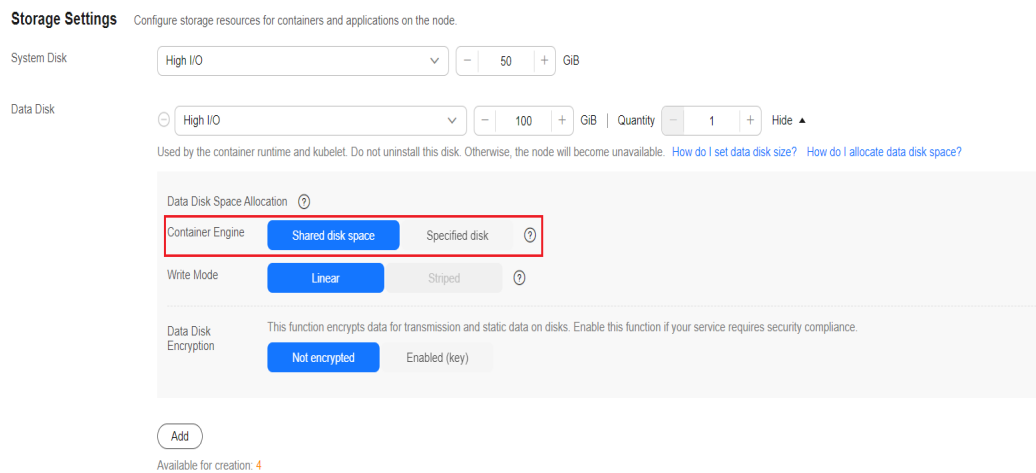 Storage Settings Configure storage resources for containers and applications on the node.
System Disk High I/O − 50 + GiB
Data Disk High I/O − 100 + GiB | Quantity − 1 + Hide ▲
Used by the container runtime and kubelet. Do not uninstall this disk. Otherwise, the node will become unavailable. How do I set data disk size? How do I allocate data disk space?
Data Disk Space Allocation ?
Container Engine Shared disk space Specified disk ?
Write Mode Linear Striped ?
Data Disk Encryption This function encrypts data for transmission and static data on disks. Enable this function if your service requires security compliance.
Not encrypted Enabled (key)
Add
Available for creation: 4